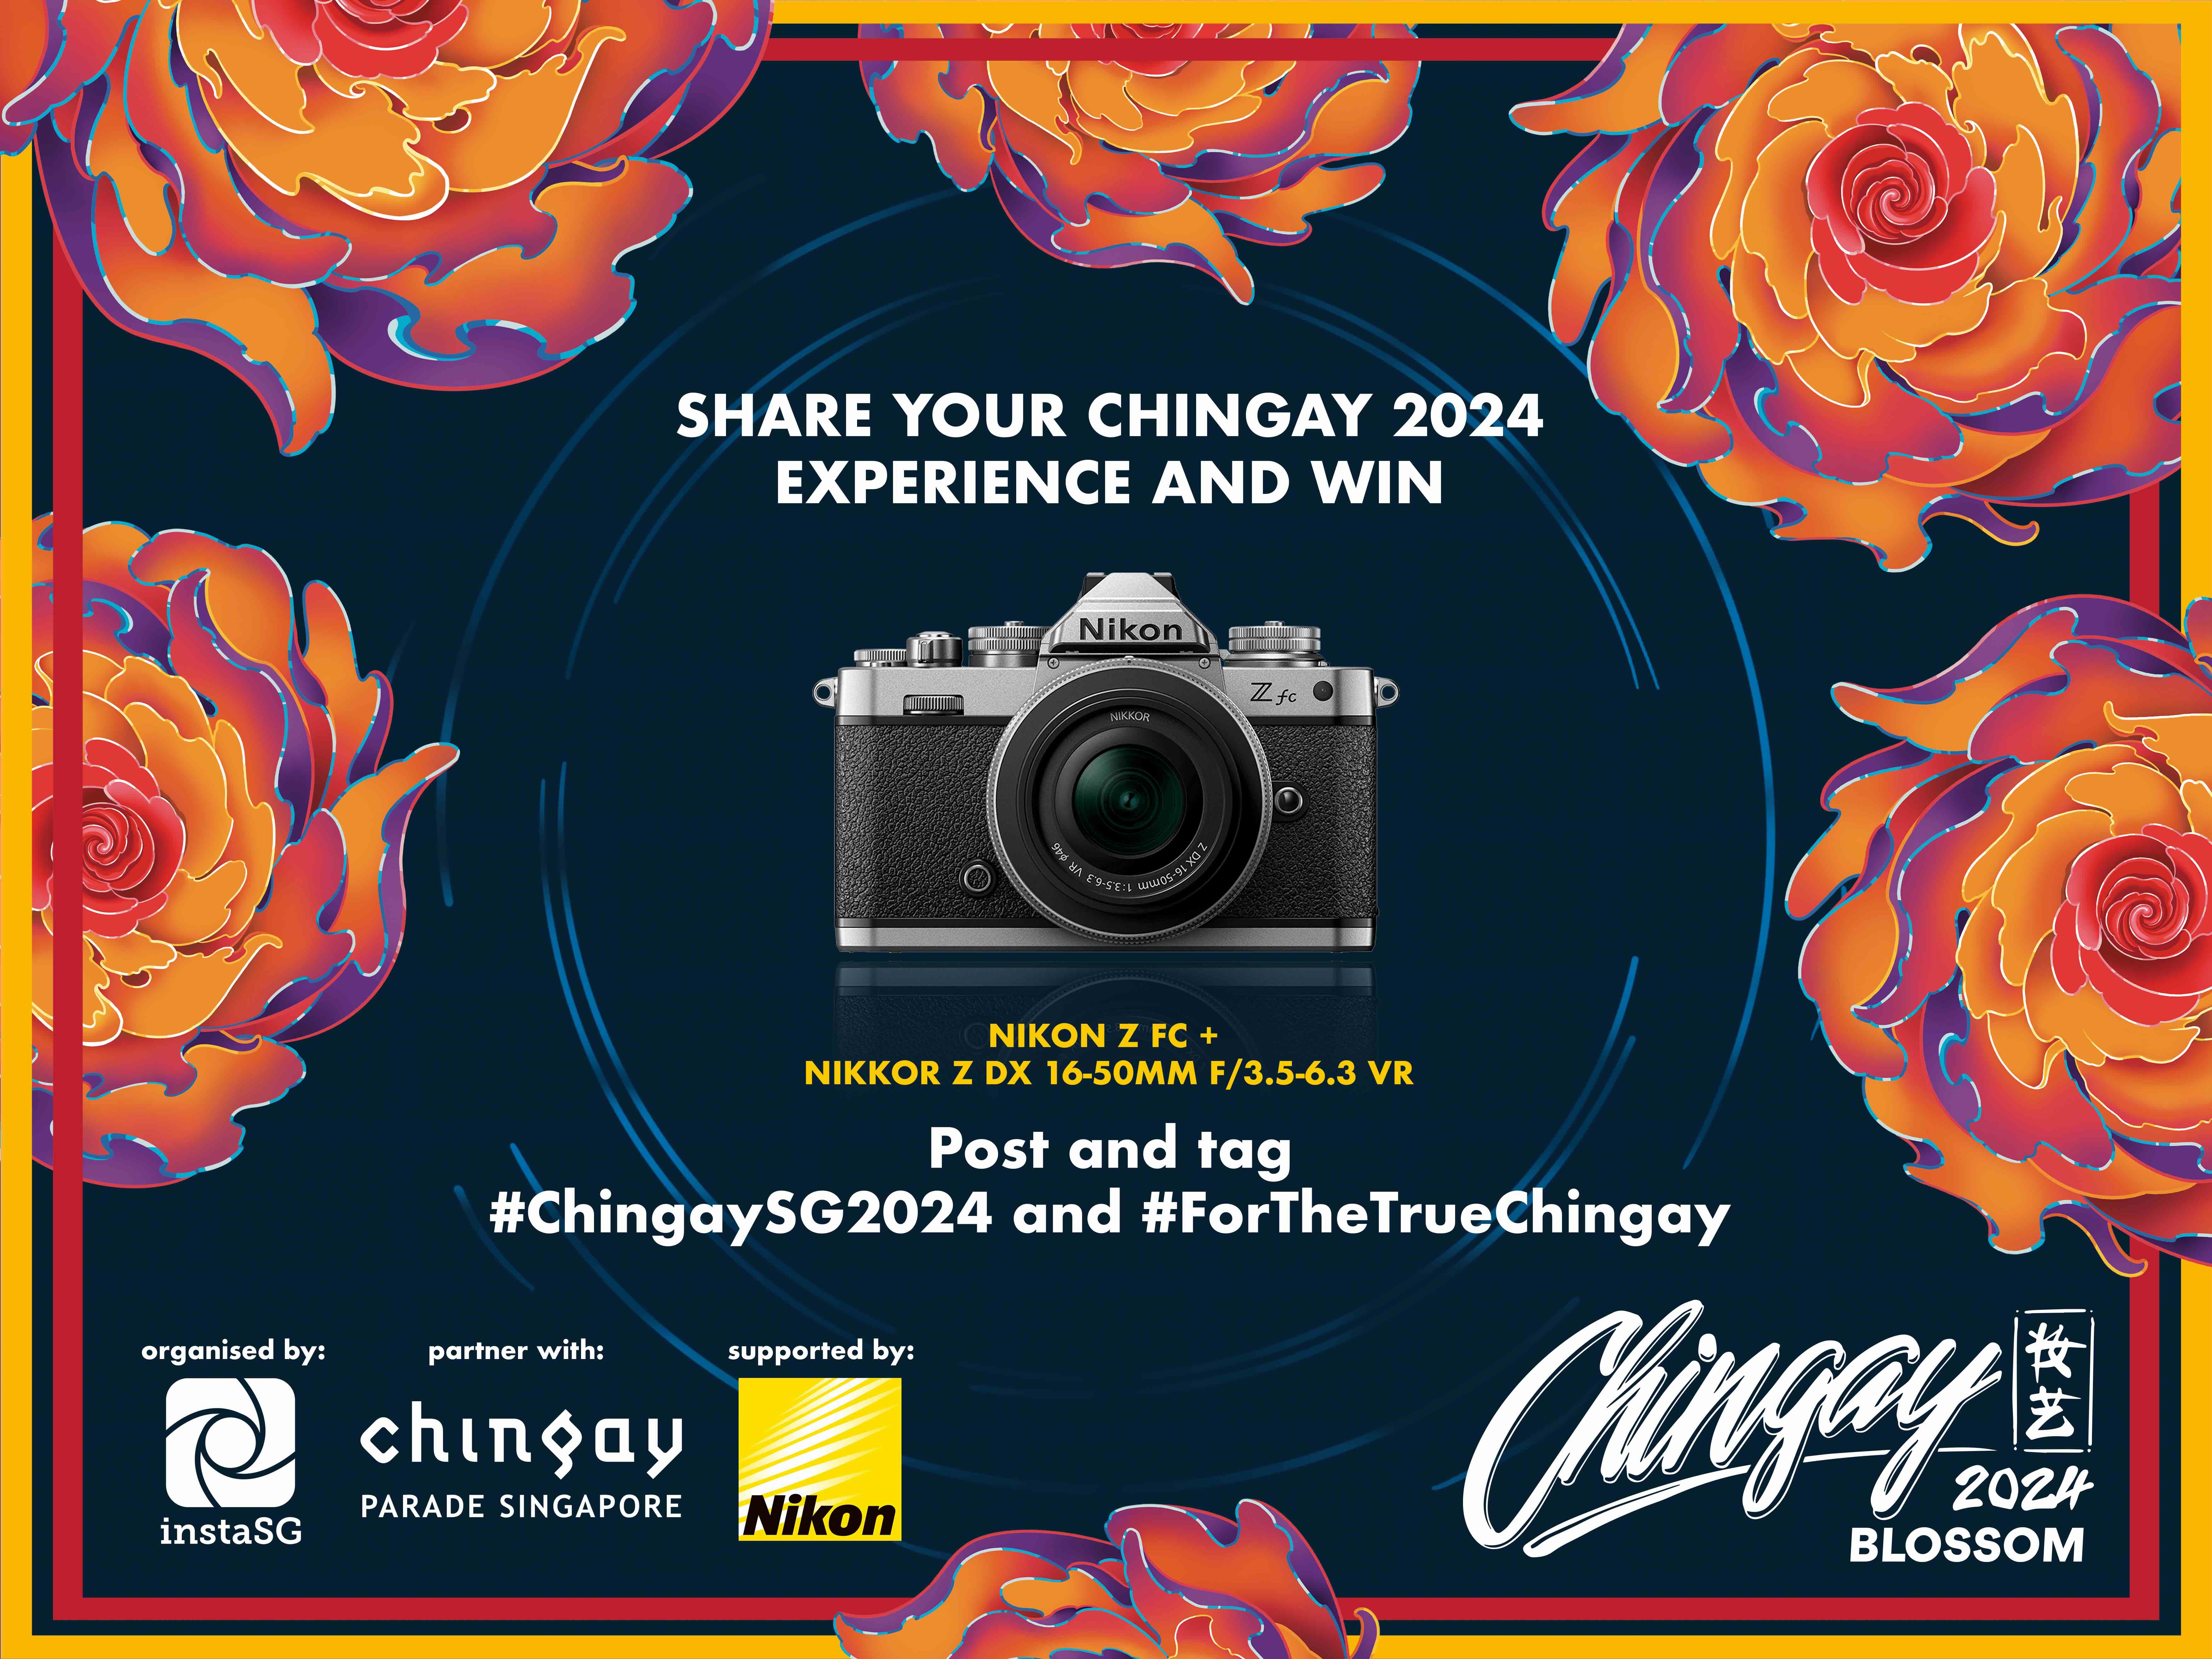 SHARE YOUR CHINGAY 2024
EXPERIENCE AND WIN
Nikon
Z fc
NIKKOR
Z DX 16-50mm 1:3.5-6.3 VR ø46
NIKON Z FC +
NIKKOR Z DX 16-50MM F/3.5-6.3 VR
Post and tag
#ChingaySG2024 and #ForTheTrueChingay
organised by:
instaSG
partner with:
chingay
PARADE SINGAPORE
supported by:
Nikon
Chingay
妆艺
2024
BLOSSOM